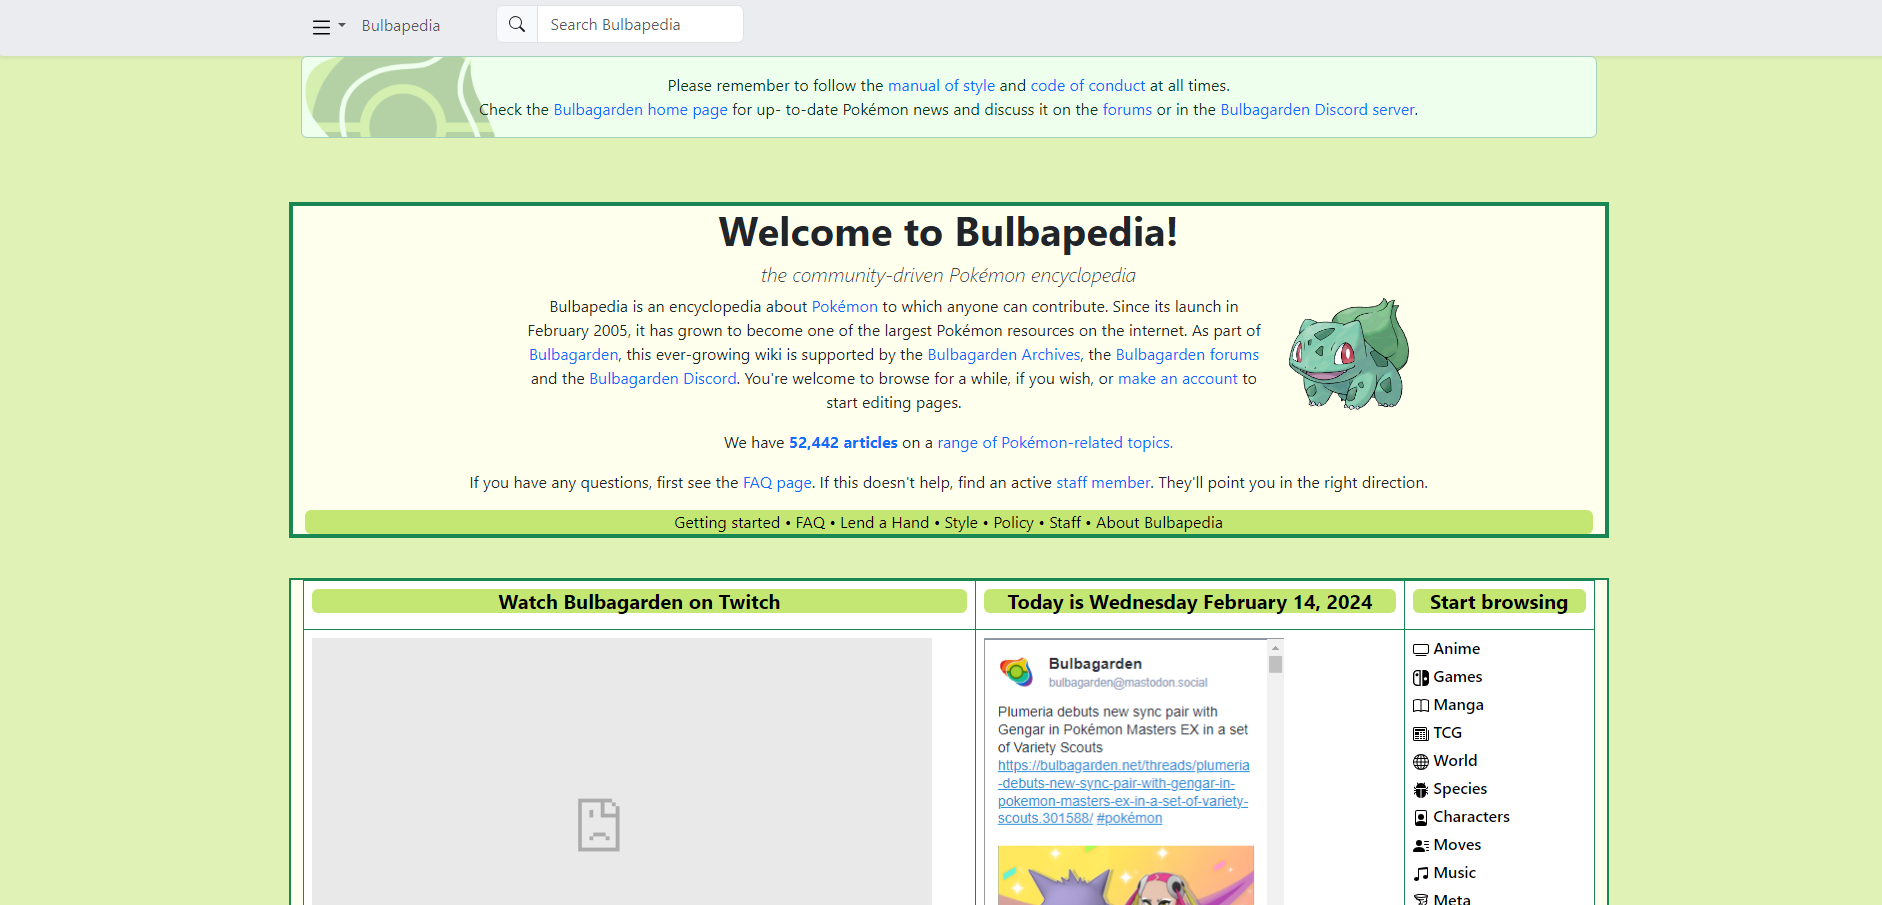 Bulbapedia
Search Bulbapedia
Please remember to follow the manual of style and code of conduct at all times.
Check the Bulbagarden home page for up- to-date Pokémon news and discuss it on the forums or in the Bulbagarden Discord server.
Welcome to Bulbapedia!
the community-driven Pokémon encyclopedia
Bulbapedia is an encyclopedia about Pokémon to which anyone can contribute. Since its launch in
February 2005, it has grown to become one of the largest Pokémon resources on the internet. As part of
Bulbagarden, this ever-growing wiki is supported by the Bulbagarden Archives, the Bulbagarden forums
and the Bulbagarden Discord. You're welcome to browse for a while, if you wish, or make an account to
start editing pages.
We have 52,442 articles on a range of Pokémon-related topics.
If you have any questions, first see the FAQ page. If this doesn't help, find an active staff member. They'll point you in the right direction.
Getting started • FAQ • Lend a Hand • Style • Policy • Staff • About Bulbapedia
Watch Bulbagarden on Twitch
Today is Wednesday February 14, 2024
Bulbagarden
bulbagarden@mastodon.social
Plumeria debuts new sync pair with
Gengar in Pokémon Masters EX in a set
of Variety Scouts
https://bulbagarden.net/threads/plumeria
-debuts-new-sync-pair-with-gengar-in-
pokemon-masters-ex-in-a-set-of-variety-
scouts.301588/ #pokémon
Start browsing
Anime
Games
Manga
TCG
World
Species
Characters
Moves
Music
Meta